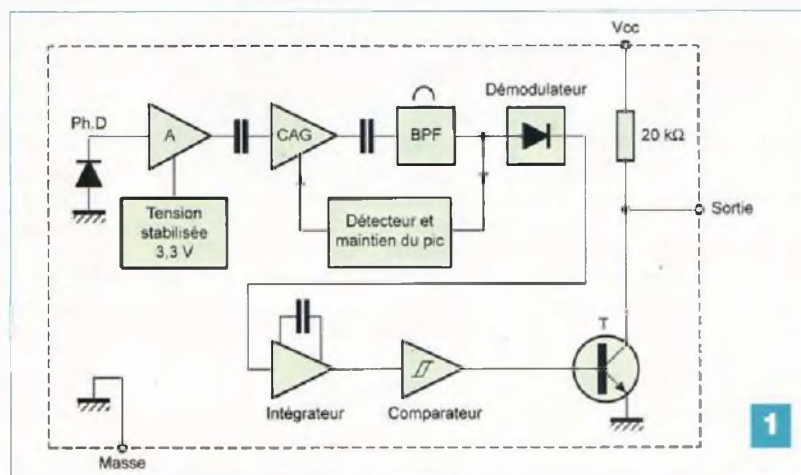 Vcc
Démodulateur
Ph.D
A
CAG
BPF
20 kΩ
Tension
stabilisée
3,3 V
Détecteur et
maintien du pic
Sortie
T
Intégrateur
Comparateur
Masse
1